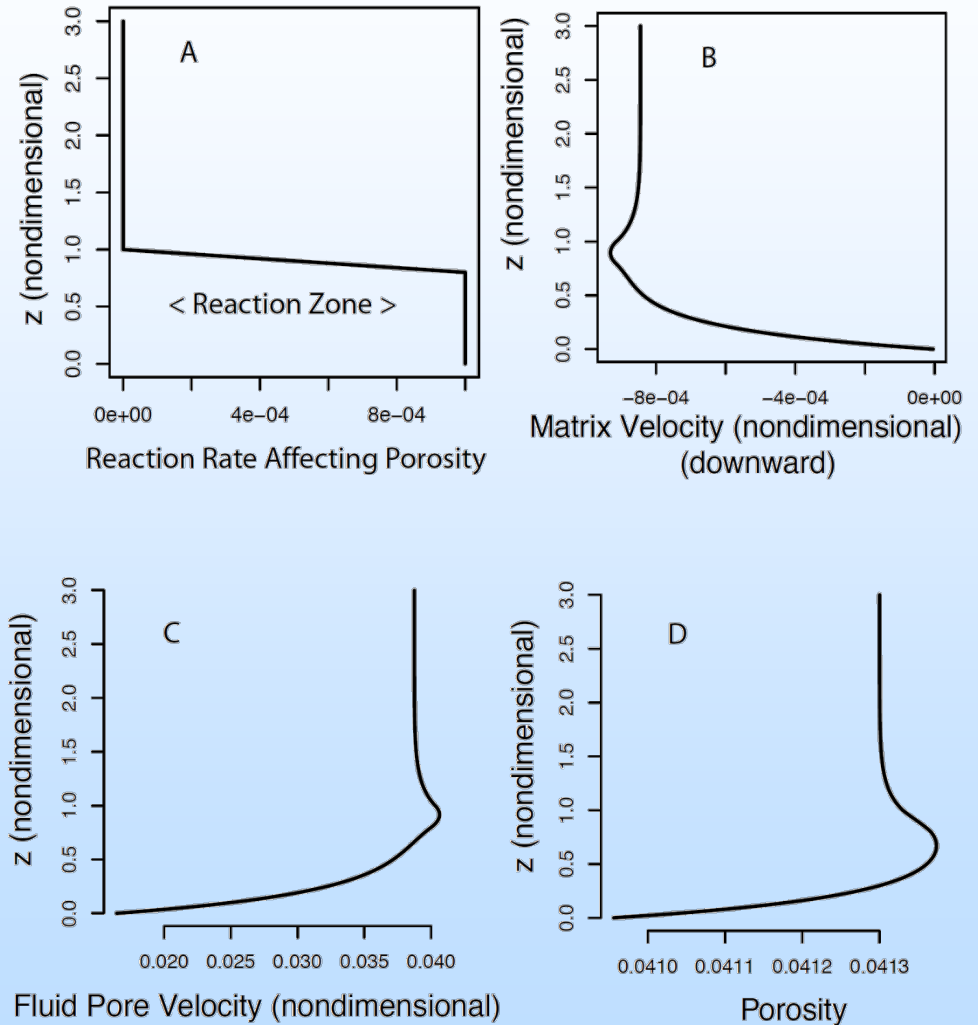 A
z (nondimensional)
3.0
2.5
2.0
1.5
1.0
0.5
0.0
< Reaction Zone >
0e+00 4e-04 8e-04
Reaction Rate Affecting Porosity
B
z (nondimensional)
3.0
2.5
2.0
1.5
1.0
0.5
0.0
-8e-04 -4e-04 0e+00
Matrix Velocity (nondimensional)
(downward)
C
z (nondimensional)
3.0
2.5
2.0
1.5
1.0
0.5
0.0
0.020 0.025 0.030 0.035 0.040
Fluid Pore Velocity (nondimensional)
D
z (nondimensional)
3.0
2.5
2.0
1.5
1.0
0.5
0.0
0.0410 0.0411 0.0412 0.0413
Porosity